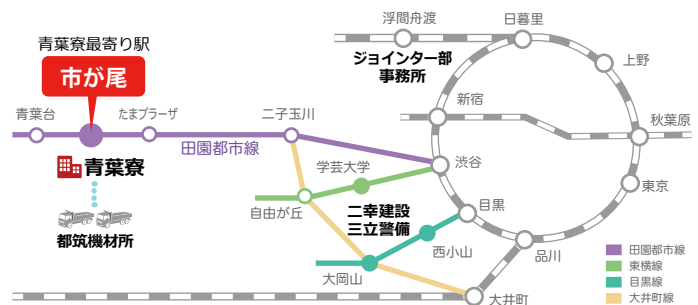 浮間舟渡
日暮里
青葉寮最寄り駅
ジョインター部
事務所
上野
市が尾
新宿
青葉台
たまプラーザ
二子玉川
秋葉原
田園都市線
青葉寮
学芸大学
渋谷
東京
自由が丘
二幸建設
三立警備
目黒
都筑機材所
西小山
品川
大岡山
大井町
田園都市線
東横線
目黒線
大井町線